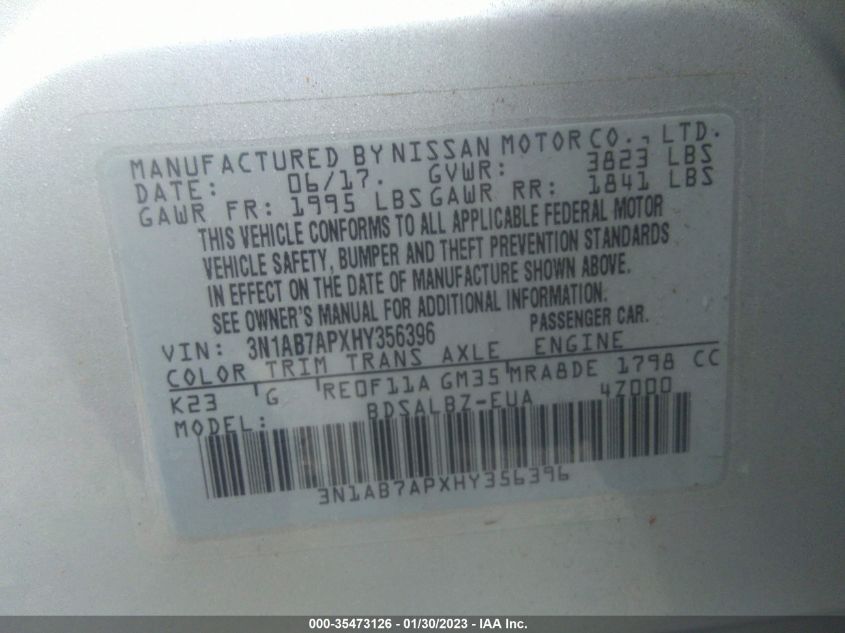 MANUFACTURED BY NISSAN MOTOR CO., LTD.
DATE: 06/17. GVWR: 3823 LBS
GAWR FR: 1995 LBS GAWR RR: 1841 LBS
THIS VEHICLE CONFORMS TO ALL APPLICABLE FEDERAL MOTOR
VEHICLE SAFETY, BUMPER AND THEFT PREVENTION STANDARDS
IN EFFECT ON THE DATE OF MANUFACTURE SHOWN ABOVE.
SEE OWNER'S MANUAL FOR ADDITIONAL INFORMATION.
VIN: 3N1AB7APXHY356396 PASSENGER CAR.
COLOR TRIM TRANS AXLE ENGINE
K23 G RE0F11A GM35 MRA8DE 1798 CC
MODEL: BDSALBZ-EUA 4Z000
3N1AB7APXHY356396
000-35473126 - 01/30/2023 - IAA Inc.